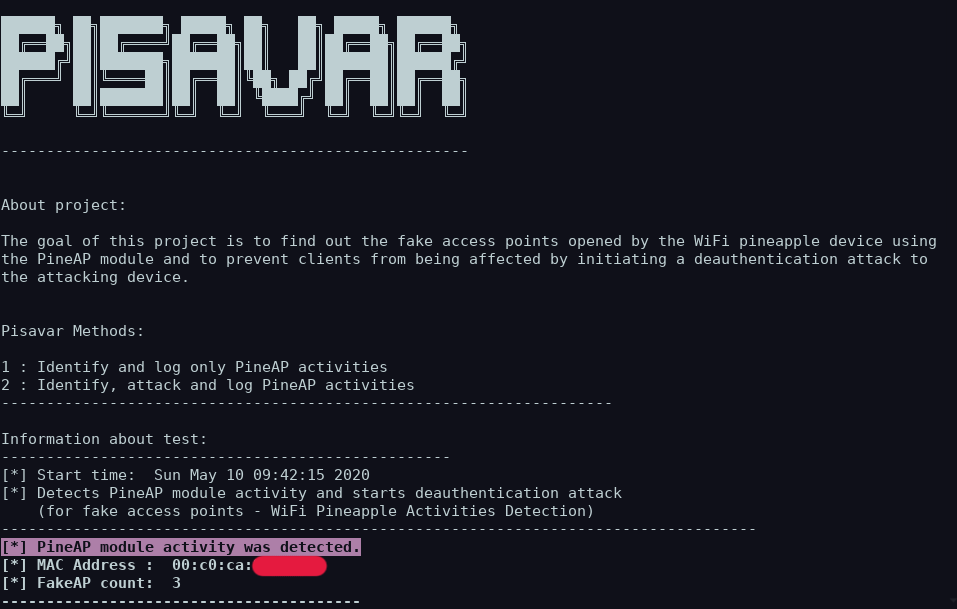 PISAVAR
----------------------------------------------------
About project:
The goal of this project is to find out the fake access points opened by the WiFi pineapple device using
the PineAP module and to prevent clients from being affected by initiating a deauthentication attack to
the attacking device.
Pisavar Methods:
1 : Identify and log only PineAP activities
2 : Identify, attack and log PineAP activities
--------------------------------------------------------------------
Information about test:
--------------------------------------------------
[*] Start time:  Sun May 10 09:42:15 2020
[*] Detects PineAP module activity and starts deauthentication attack
    (for fake access points - WiFi Pineapple Activities Detection)
------------------------------------------------------------------------------------
[*] PineAP module activity was detected.
[*] MAC Address :  00:c0:ca:
[*] FakeAP count:  3
----------------------------------------